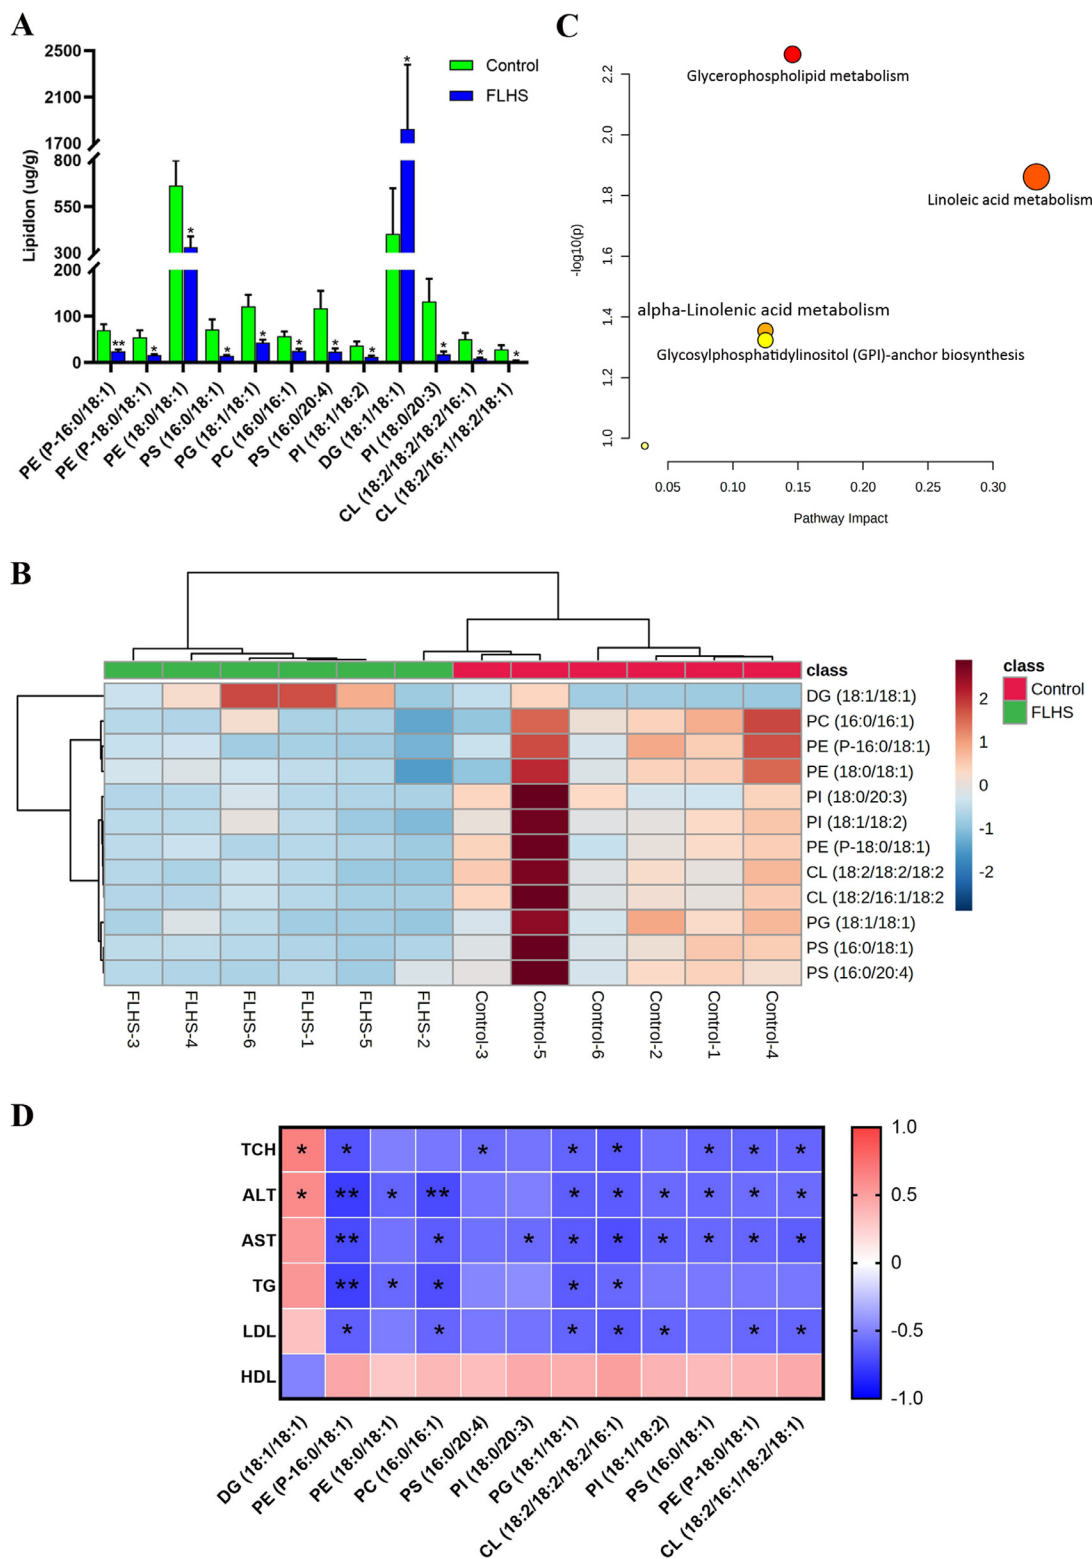 A
2500
2100
1700
800
550
300
200
100
0
LipidIon (ug/g)
Control
FLHS
*
** * * * * * * * * * *
PE (P-16:0/18:1)
PE (P-18:0/18:1)
PE (18:0/18:1)
PS (16:0/18:1)
PG (18:1/18:1)
PC (16:0/16:1)
PS (16:0/20:4)
PI (18:1/18:2)
DG (18:1/18:1)
PI (18:0/20:3)
CL (18:2/18:2/18:2/16:1)
CL (18:2/16:1/18:2/18:1)
C
2.2
2.0
1.8
1.6
1.4
1.2
1.0
-log10(p)
Glycerophospholipid metabolism
Linoleic acid metabolism
alpha-Linolenic acid metabolism
Glycosylphosphatidylinositol (GPI)-anchor biosynthesis
0.05 0.10 0.15 0.20 0.25 0.30
Pathway Impact
B
class
DG (18:1/18:1)
PC (16:0/16:1)
PE (P-16:0/18:1)
PE (18:0/18:1)
PI (18:0/20:3)
PI (18:1/18:2)
PE (P-18:0/18:1)
CL (18:2/18:2/18:2
CL (18:2/16:1/18:2
PG (18:1/18:1)
PS (16:0/18:1)
PS (16:0/20:4)
FLHS-3
FLHS-4
FLHS-6
FLHS-1
FLHS-5
FLHS-2
Control-3
Control-5
Control-6
Control-2
Control-1
Control-4
2
1
0
-1
-2
class
Control
FLHS
D
TCH * * * * * * * *
ALT * ** * ** * * * * * *
AST ** * * * * * * * *
TG ** * * * *
LDL * * * * * * *
HDL
DG (18:1/18:1)
PE (P-16:0/18:1)
PE (18:0/18:1)
PC (16:0/16:1)
PS (16:0/20:4)
PI (18:0/20:3)
PG (18:1/18:1)
CL (18:2/18:2/18:2/16:1)
PI (18:1/18:2)
PS (16:0/18:1)
PE (P-18:0/18:1)
CL (18:2/16:1/18:2/18:1)
1.0
0.5
0
-0.5
-1.0